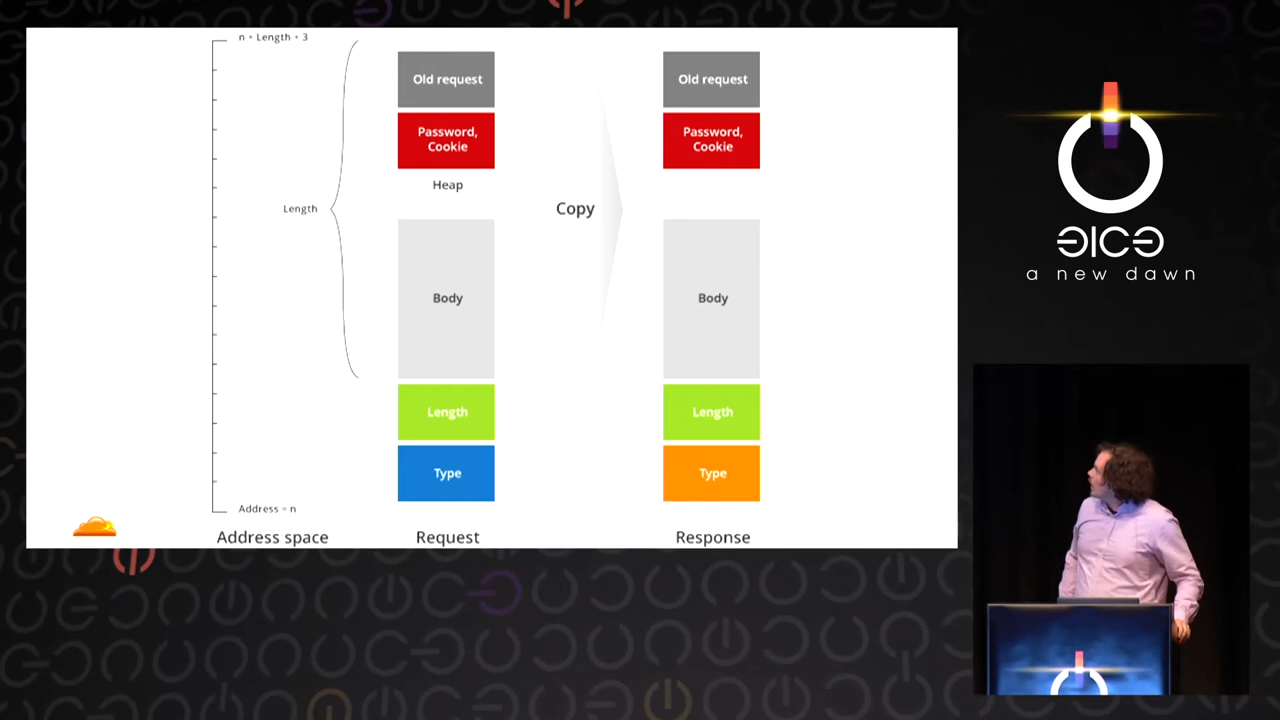 n + Length + 3
Old request
Old request
Password,
Cookie
Password,
Cookie
Heap
Length
Copy
Body
Body
Length
Length
Type
Type
Address = n
Address space
Request
Response
31C3
a new dawn